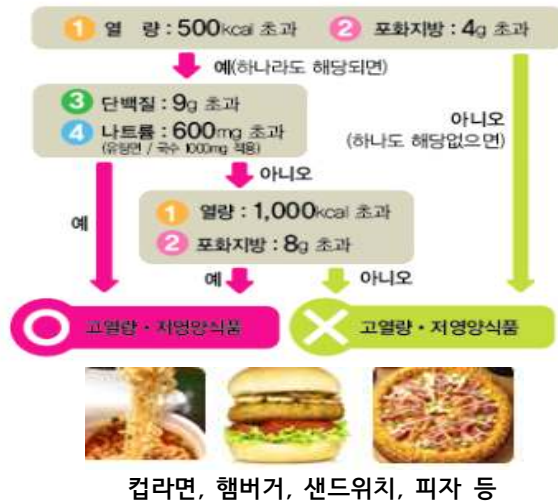 1 열 량 : 500kcal 초과 2 포화지방 : 4g 초과
예(하나라도 해당되면)
3 단백질 : 9g 초과
4 나트륨 : 600mg 초과
(유탕면 / 국수 1000mg 적용)
아니오
(하나도 해당없으면)
아니오
1 열량 : 1,000kcal 초과
2 포화지방 : 8g 초과
예
예
아니오
고열량 · 저영양식품
고열량 · 저영양식품
컵라면, 햄버거, 샌드위치, 피자 등